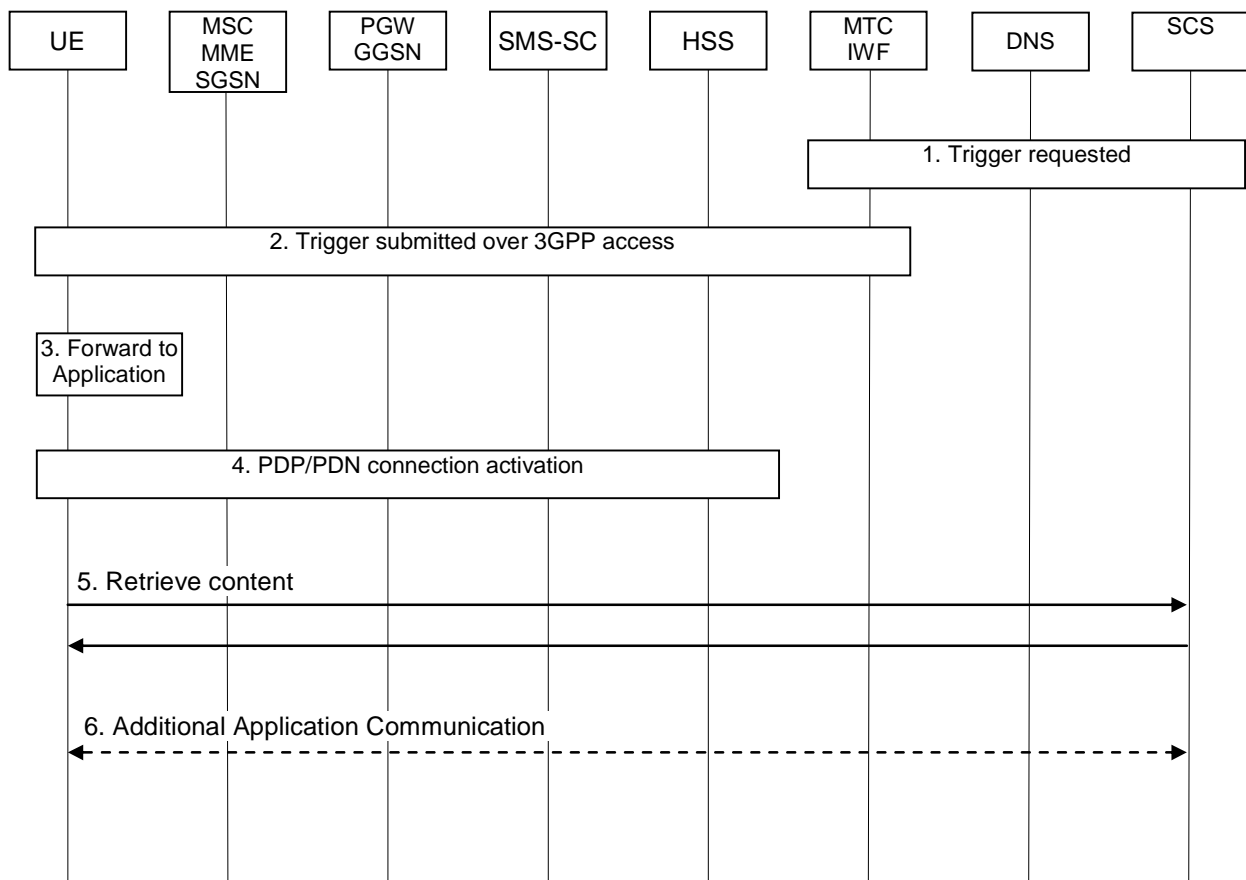 UE
MSC
MME
SGSN
PGW
GGSN
SMS-SC
HSS
MTC
IWF
DNS
SCS
1. Trigger requested
2. Trigger submitted over 3GPP access
3. Forward to
Application
4. PDP/PDN connection activation
5. Retrieve content
6. Additional Application Communication